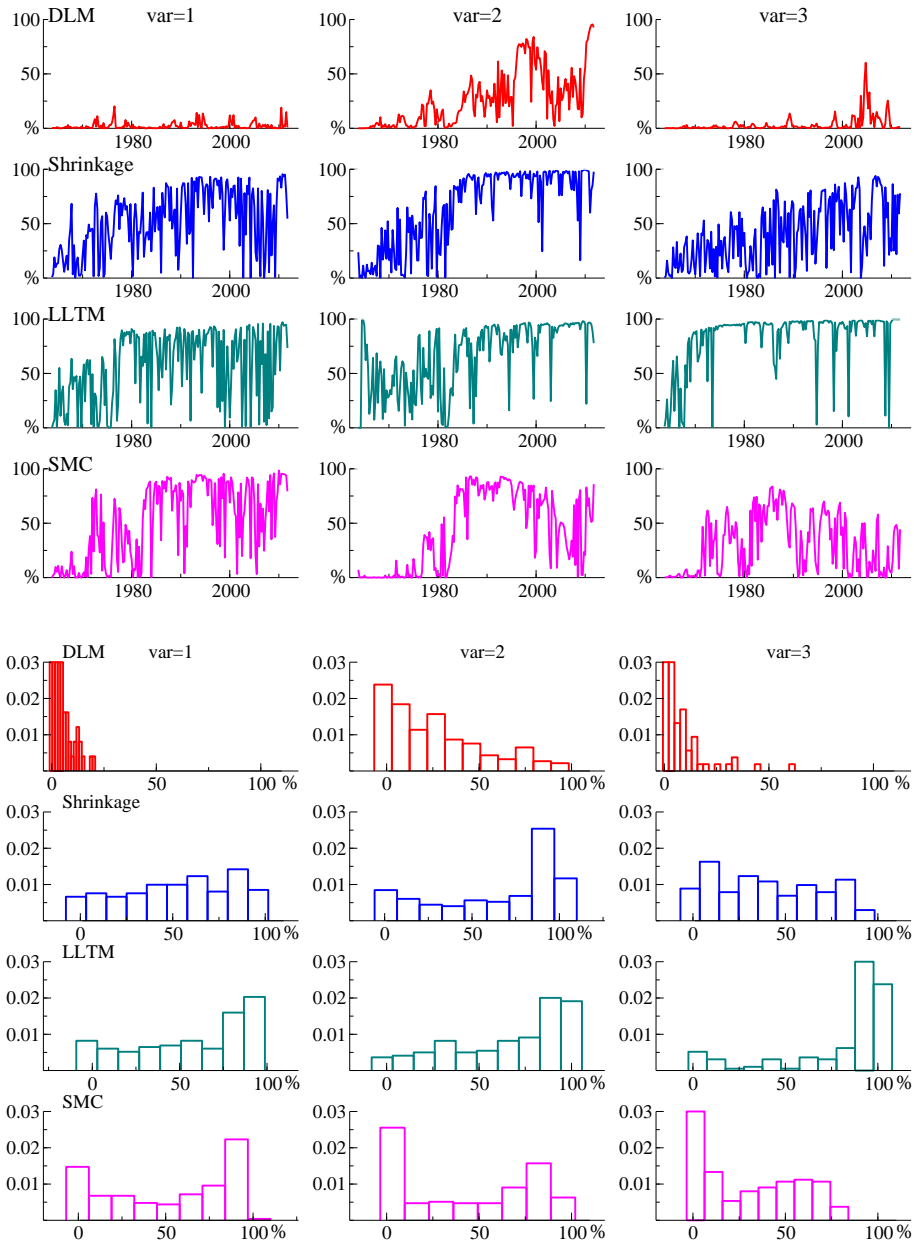 100 DLM var=1 100 var=2 100 var=3
50 50 50
% % %
1980 2000 1980 2000 1980 2000
100 Shrinkage 100 100
50 50 50
% % %
1980 2000 1980 2000 1980 2000
100 LLTM 100 100
50 50 50
% % %
1980 2000 1980 2000 1980 2000
100 SMC 100 100
50 50 50
% % %
1980 2000 1980 2000 1980 2000
DLM var=1 var=2 var=3
0.03 0.03 0.03
0.02 0.02 0.02
0.01 0.01 0.01
0 50 100 % 0 50 100 % 0 50 100 %
Shrinkage
0.03 0.03 0.03
0.02 0.02 0.02
0.01 0.01 0.01
0 50 100 % 0 50 100 % 0 50 100 %
LLTM
0.03 0.03 0.03
0.02 0.02 0.02
0.01 0.01 0.01
0 50 100 % 0 50 100 % 0 50 100 %
SMC
0.03 0.03 0.03
0.02 0.02 0.02
0.01 0.01 0.01
0 50 100 % 0 50 100 % 0 50 100 %